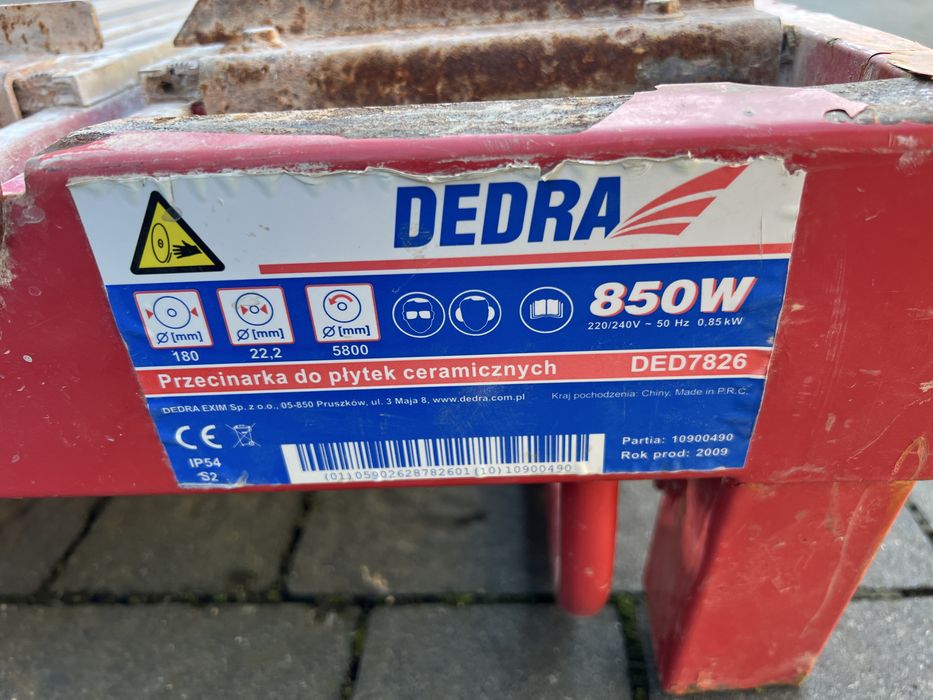 DEDRA
850W
220/240V ~ 50 Hz 0,85 kW
Ø [mm] Ø [mm] Ø [mm]
180 22,2 5800
Przecinarka do płytek ceramicznych DED7826
DEDRA EXIM Sp. z o.o., 05-850 Pruszków, ul. 3 Maja 8, www.dedra.com.pl Kraj pochodzenia: Chiny, Made in P.R.C.
CE
IP54
S2
(01)05902628782601(10)10900490
Partia: 10900490
Rok prod: 2009